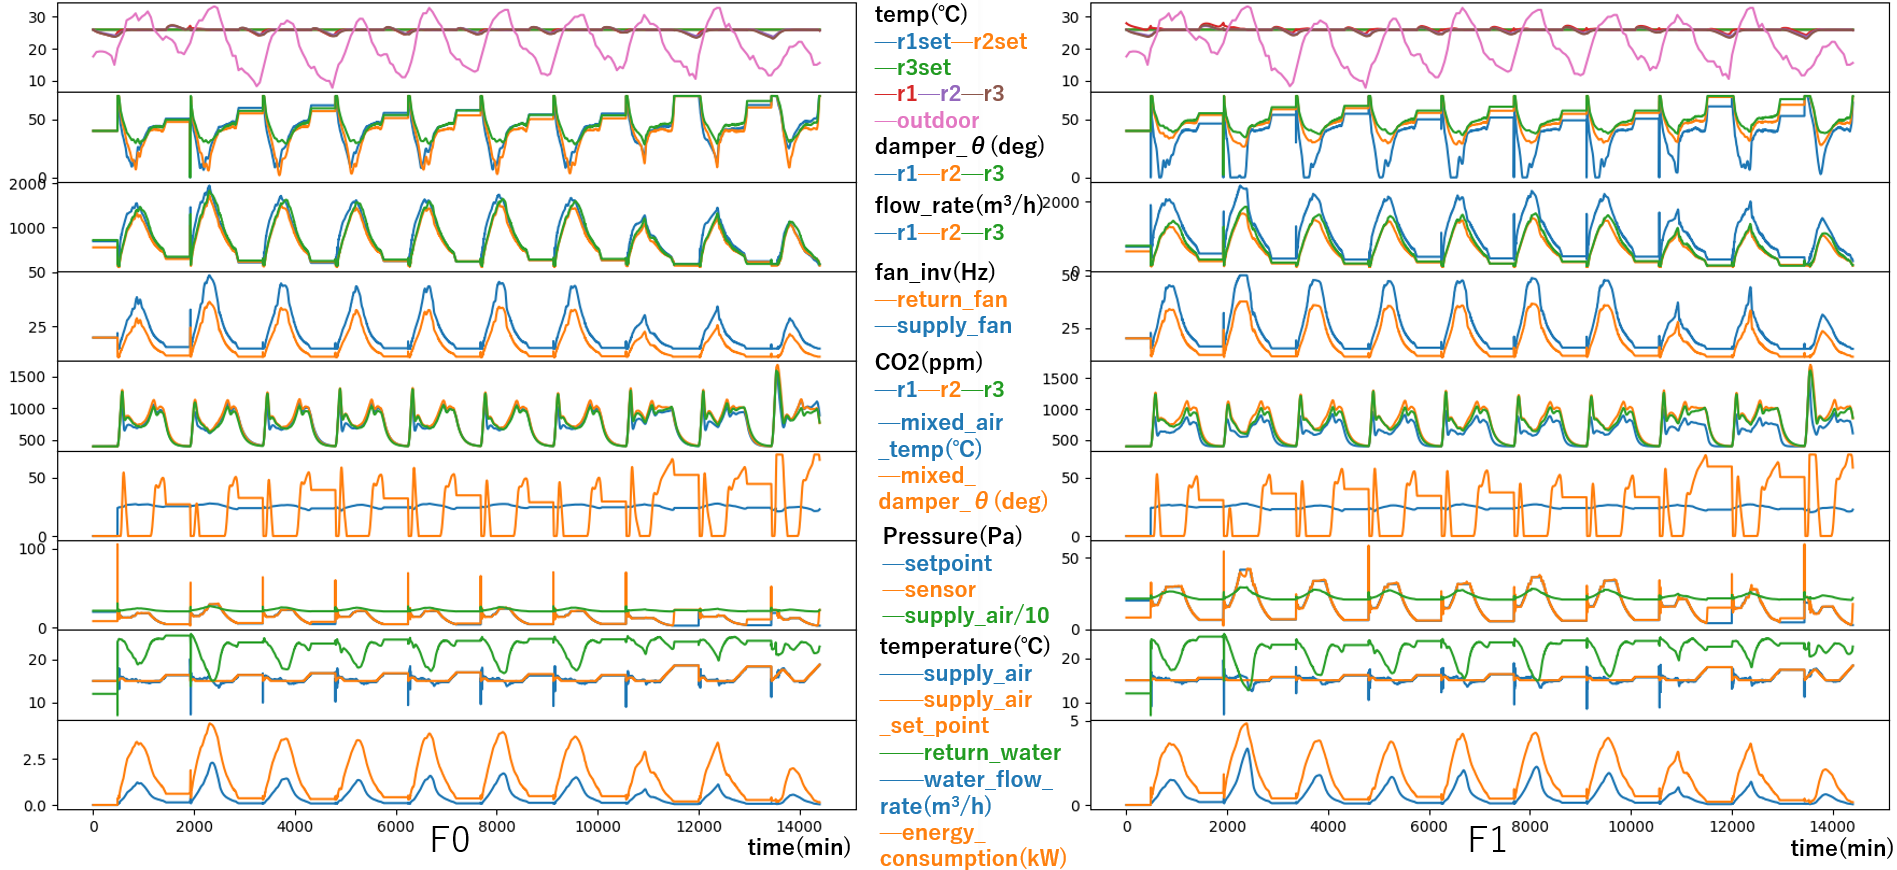 30
20
10
50
0
2000
1000
50
25
1500
1000
500
50
0
100
0
20
10
2.5
0.0
0
2000
4000
6000
8000
10000
12000
14000
F0
time(min)
temp(℃)
r1set r2set
r3set
r1 r2 r3
outdoor
damper_θ(deg)
r1 r2 r3
flow_rate(m³/h)
r1 r2 r3
fan_inv(Hz)
return_fan
supply_fan
CO2(ppm)
r1 r2 r3
mixed_air
_temp(℃)
mixed_
damper_θ(deg)
Pressure(Pa)
setpoint
sensor
supply_air/10
temperature(℃)
supply_air
supply_air
_set_point
return_water
water_flow_
rate(m³/h)
energy_
consumption(kW)
30
20
10
50
0
2000
0
50
25
1500
1000
500
50
0
50
0
20
10
5
0
0
2000
4000
6000
8000
10000
12000
14000
F1
time(min)